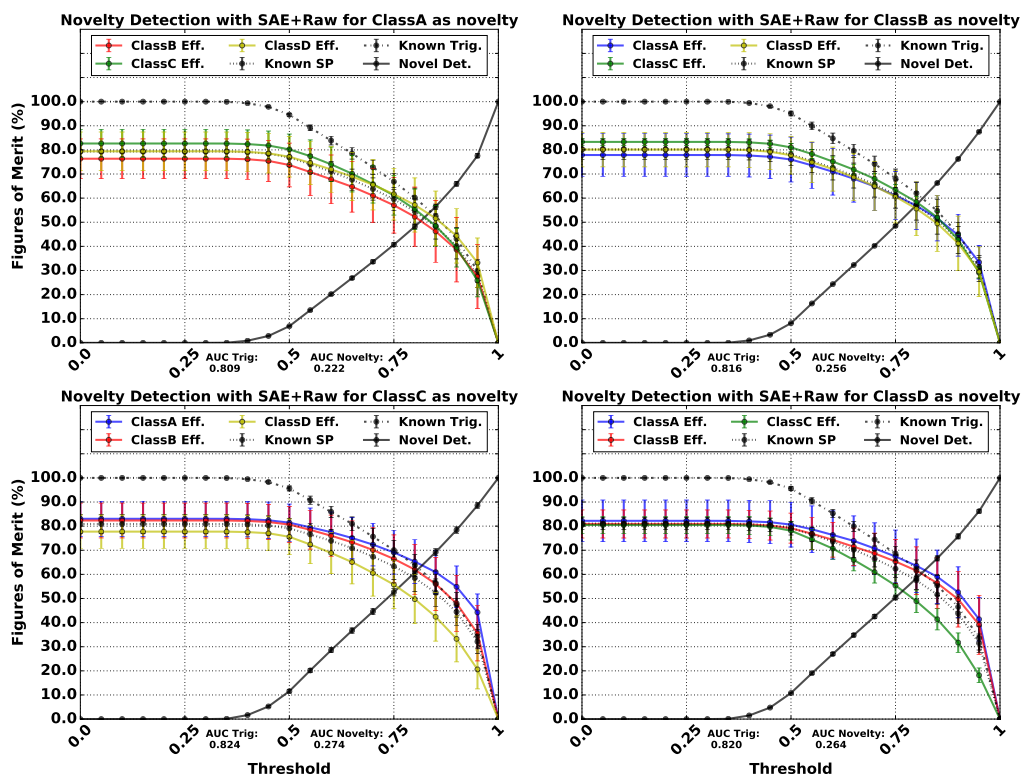 Novelty Detection with SAE+Raw for ClassA as novelty
ClassB Eff.
ClassC Eff.
ClassD Eff.
Known SP
Known Trig.
Novel Det.
Figures of Merit (%)
100.0
90.0
80.0
70.0
60.0
50.0
40.0
30.0
20.0
10.0
0.0
0.0
0.25
0.5
0.75
1
AUC Trig:
0.809
AUC Novelty:
0.222
Novelty Detection with SAE+Raw for ClassB as novelty
ClassA Eff.
ClassC Eff.
ClassD Eff.
Known SP
Known Trig.
Novel Det.
100.0
90.0
80.0
70.0
60.0
50.0
40.0
30.0
20.0
10.0
0.0
0.0
0.25
0.5
0.75
1
AUC Trig:
0.816
AUC Novelty:
0.256
Novelty Detection with SAE+Raw for ClassC as novelty
ClassA Eff.
ClassB Eff.
ClassD Eff.
Known SP
Known Trig.
Novel Det.
Figures of Merit (%)
100.0
90.0
80.0
70.0
60.0
50.0
40.0
30.0
20.0
10.0
0.0
0.0
0.25
0.5
0.75
1
AUC Trig:
0.824
AUC Novelty:
0.274
Threshold
Novelty Detection with SAE+Raw for ClassD as novelty
ClassA Eff.
ClassB Eff.
ClassC Eff.
Known SP
Known Trig.
Novel Det.
100.0
90.0
80.0
70.0
60.0
50.0
40.0
30.0
20.0
10.0
0.0
0.0
0.25
0.5
0.75
1
AUC Trig:
0.820
AUC Novelty:
0.264
Threshold